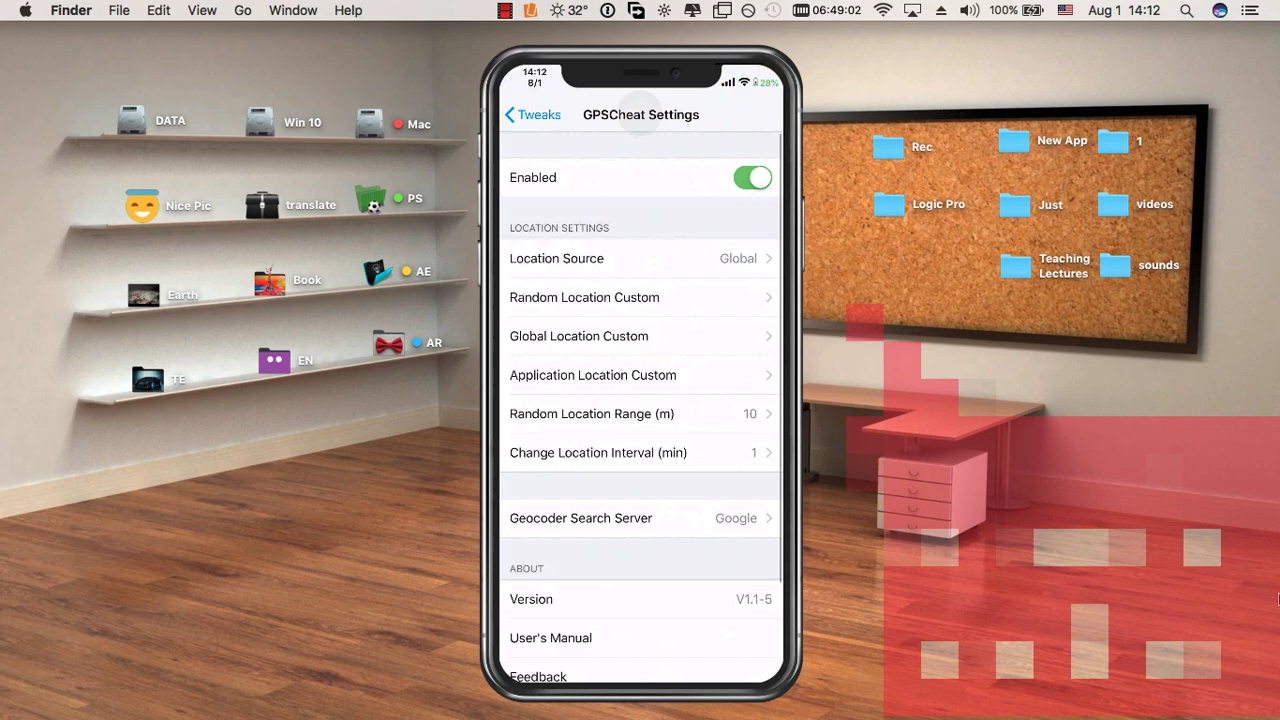 Finder File Edit View Go Window Help 32° 06:49:02 100% Aug 1 14:12
DATA Win 10 Mac
Nice Pic translate PS
Earth Book AE
TE EN AR
14:12
8/1
28%
Tweaks GPSCheat Settings
Enabled
LOCATION SETTINGS
Location Source Global
Random Location Custom
Global Location Custom
Application Location Custom
Random Location Range (m) 10
Change Location Interval (min) 1
Geocoder Search Server Google
ABOUT
Version V1.1-5
User's Manual
Feedback
Rec New App 1
Logic Pro Just videos
Teaching
Lectures
sounds